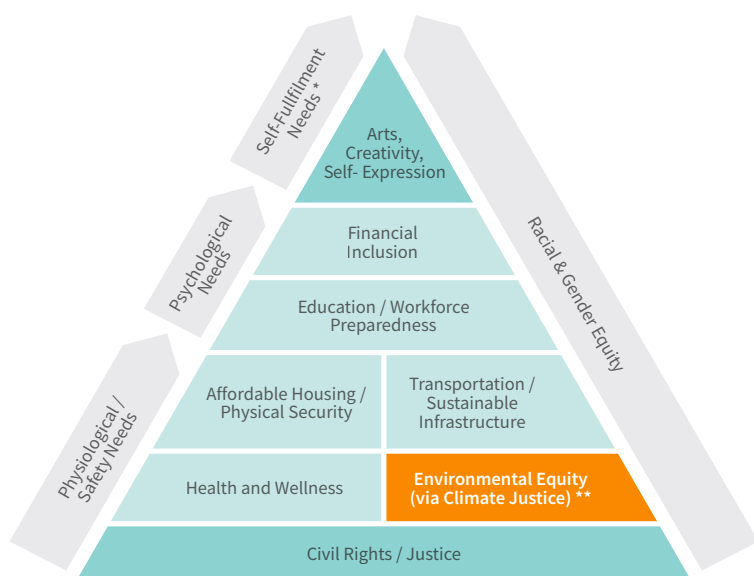 Self-Fullfilment
Needs *
Arts,
Creativity,
Self- Expression
Psychological
Needs
Financial
Inclusion
Racial & Gender Equity
Education / Workforce
Preparedness
Physiological /
Safety Needs
Affordable Housing /
Physical Security
Transportation /
Sustainable
Infrastructure
Health and Wellness
Environmental Equity
(via Climate Justice) **
Civil Rights / Justice